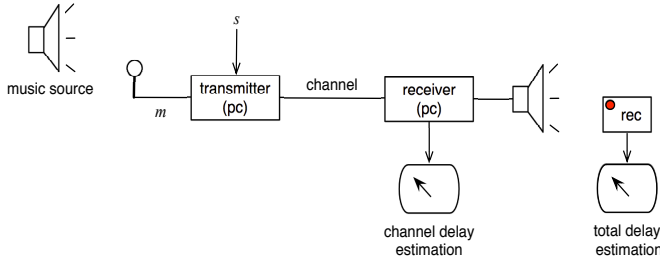 s
music source
m
transmitter
(pc)
channel
receiver
(pc)
rec
channel delay
estimation
total delay
estimation